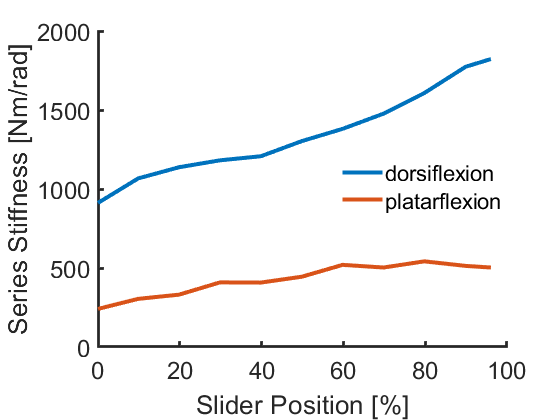 2000
1500
1000
500
0
Series Stiffness [Nm/rad]
dorsiflexion
platarflexion
0 20 40 60 80 100
Slider Position [%]